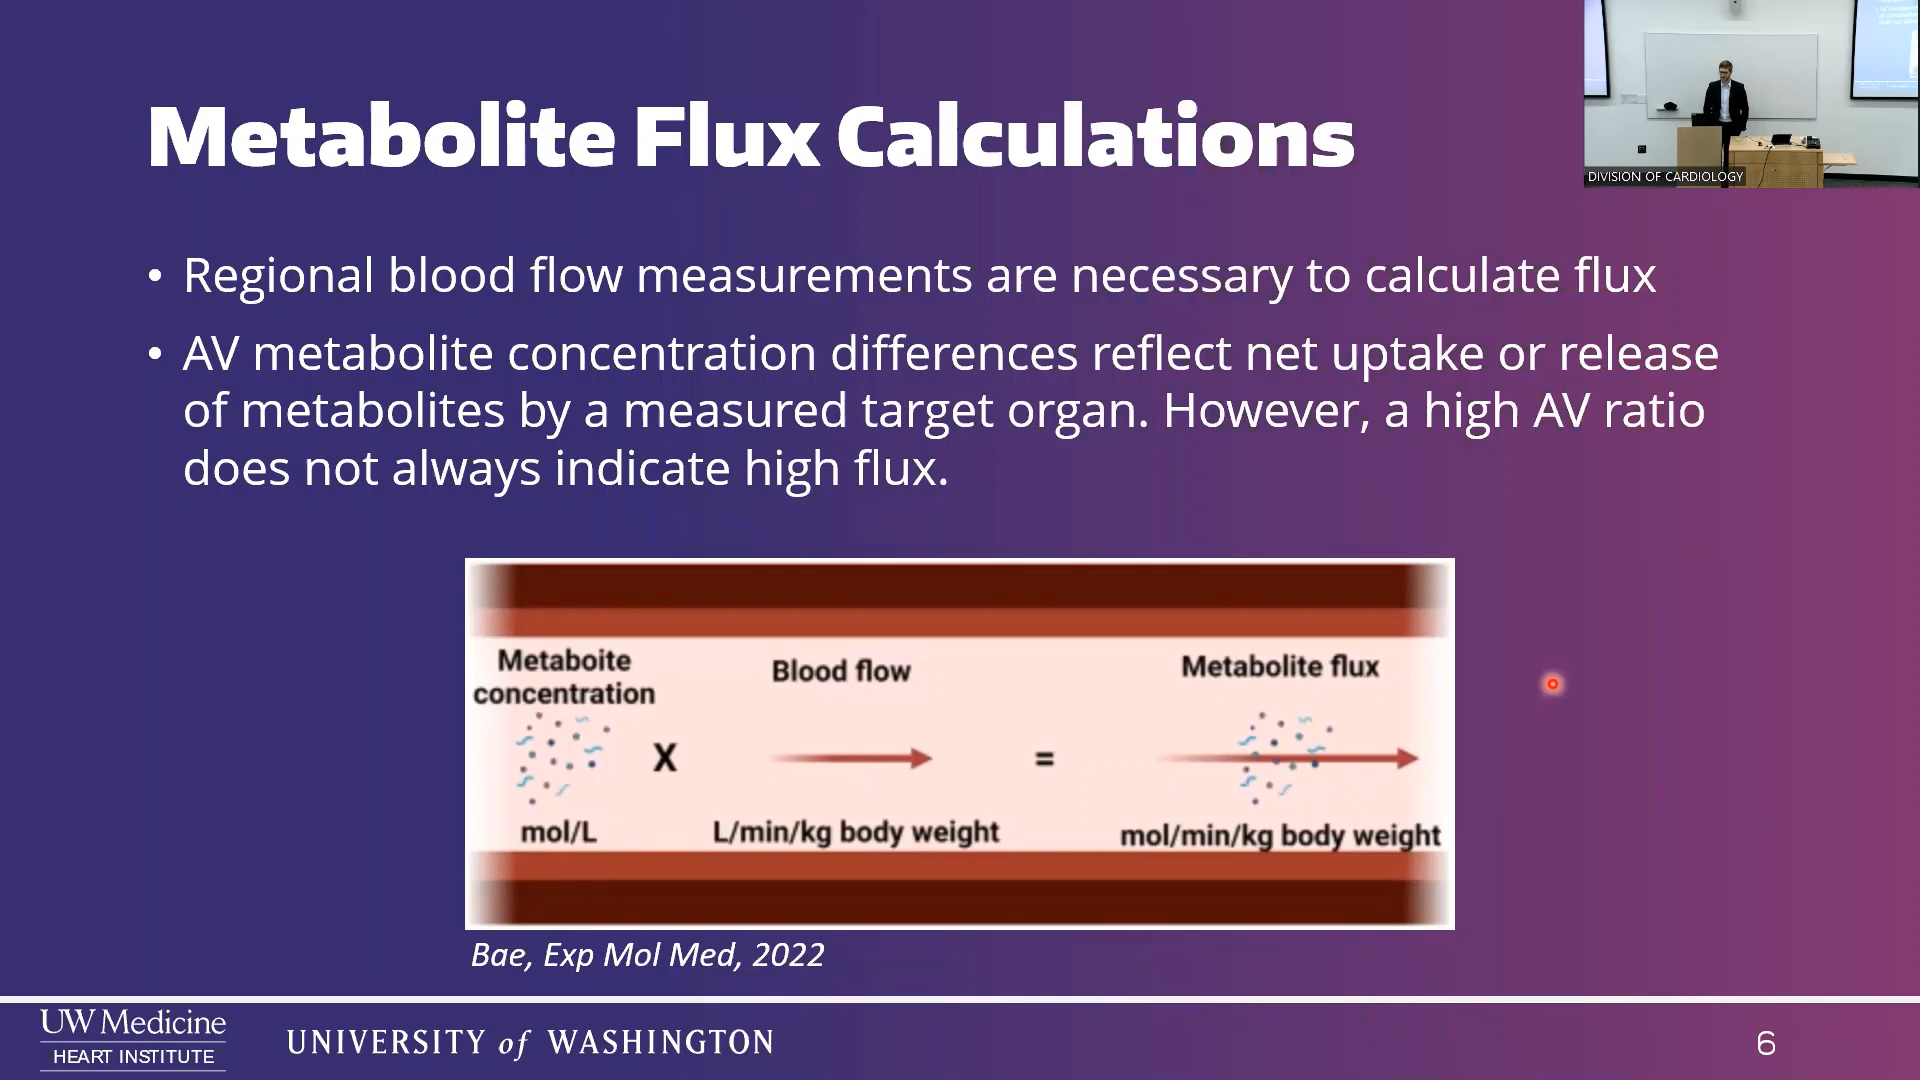 Metabolite Flux Calculations
DIVISION OF CARDIOLOGY
• Regional blood flow measurements are necessary to calculate flux
• AV metabolite concentration differences reflect net uptake or release
of metabolites by a measured target organ. However, a high AV ratio
does not always indicate high flux.
Metaboite
concentration
Blood flow
Metabolite flux
X
=
mol/L
L/min/kg body weight
mol/min/kg body weight
Bae, Exp Mol Med, 2022
UW Medicine
HEART INSTITUTE
UNIVERSITY of WASHINGTON
6